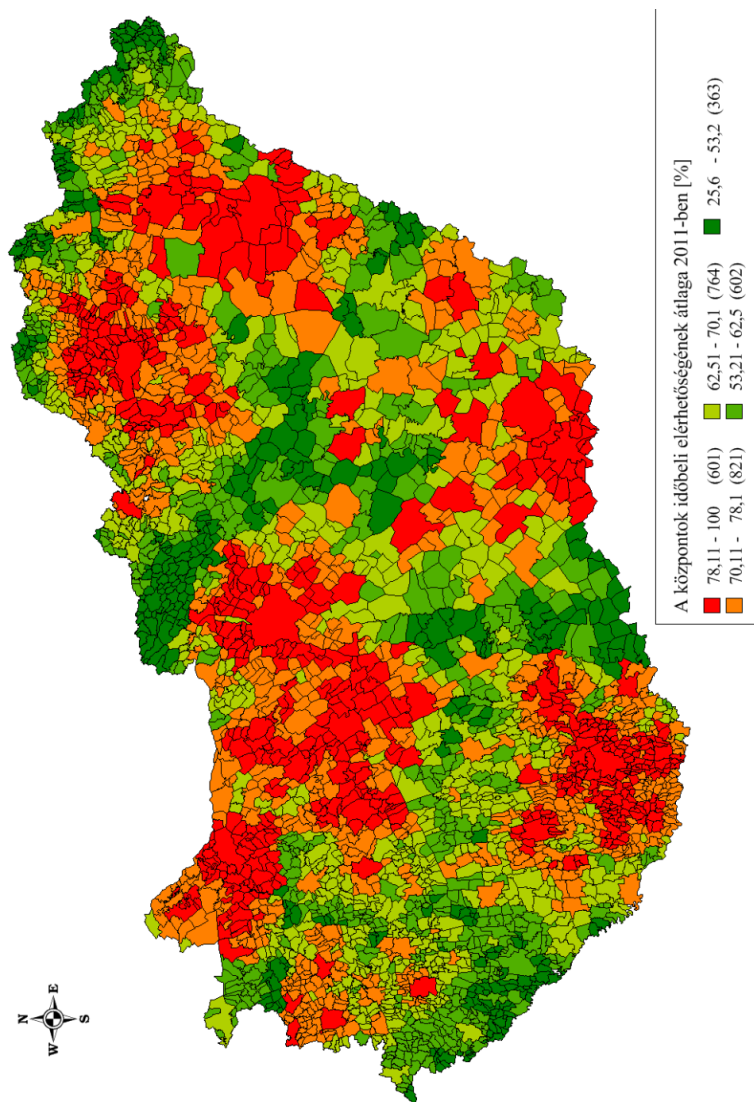 N
W E
S
A központok időbeli elérhetőségének átlaga 2011-ben [%]
78,11 - 100 (601) 62,51 - 70,1 (764) 25,6 - 53,2 (363)
70,11 - 78,1 (821) 53,21 - 62,5 (602)